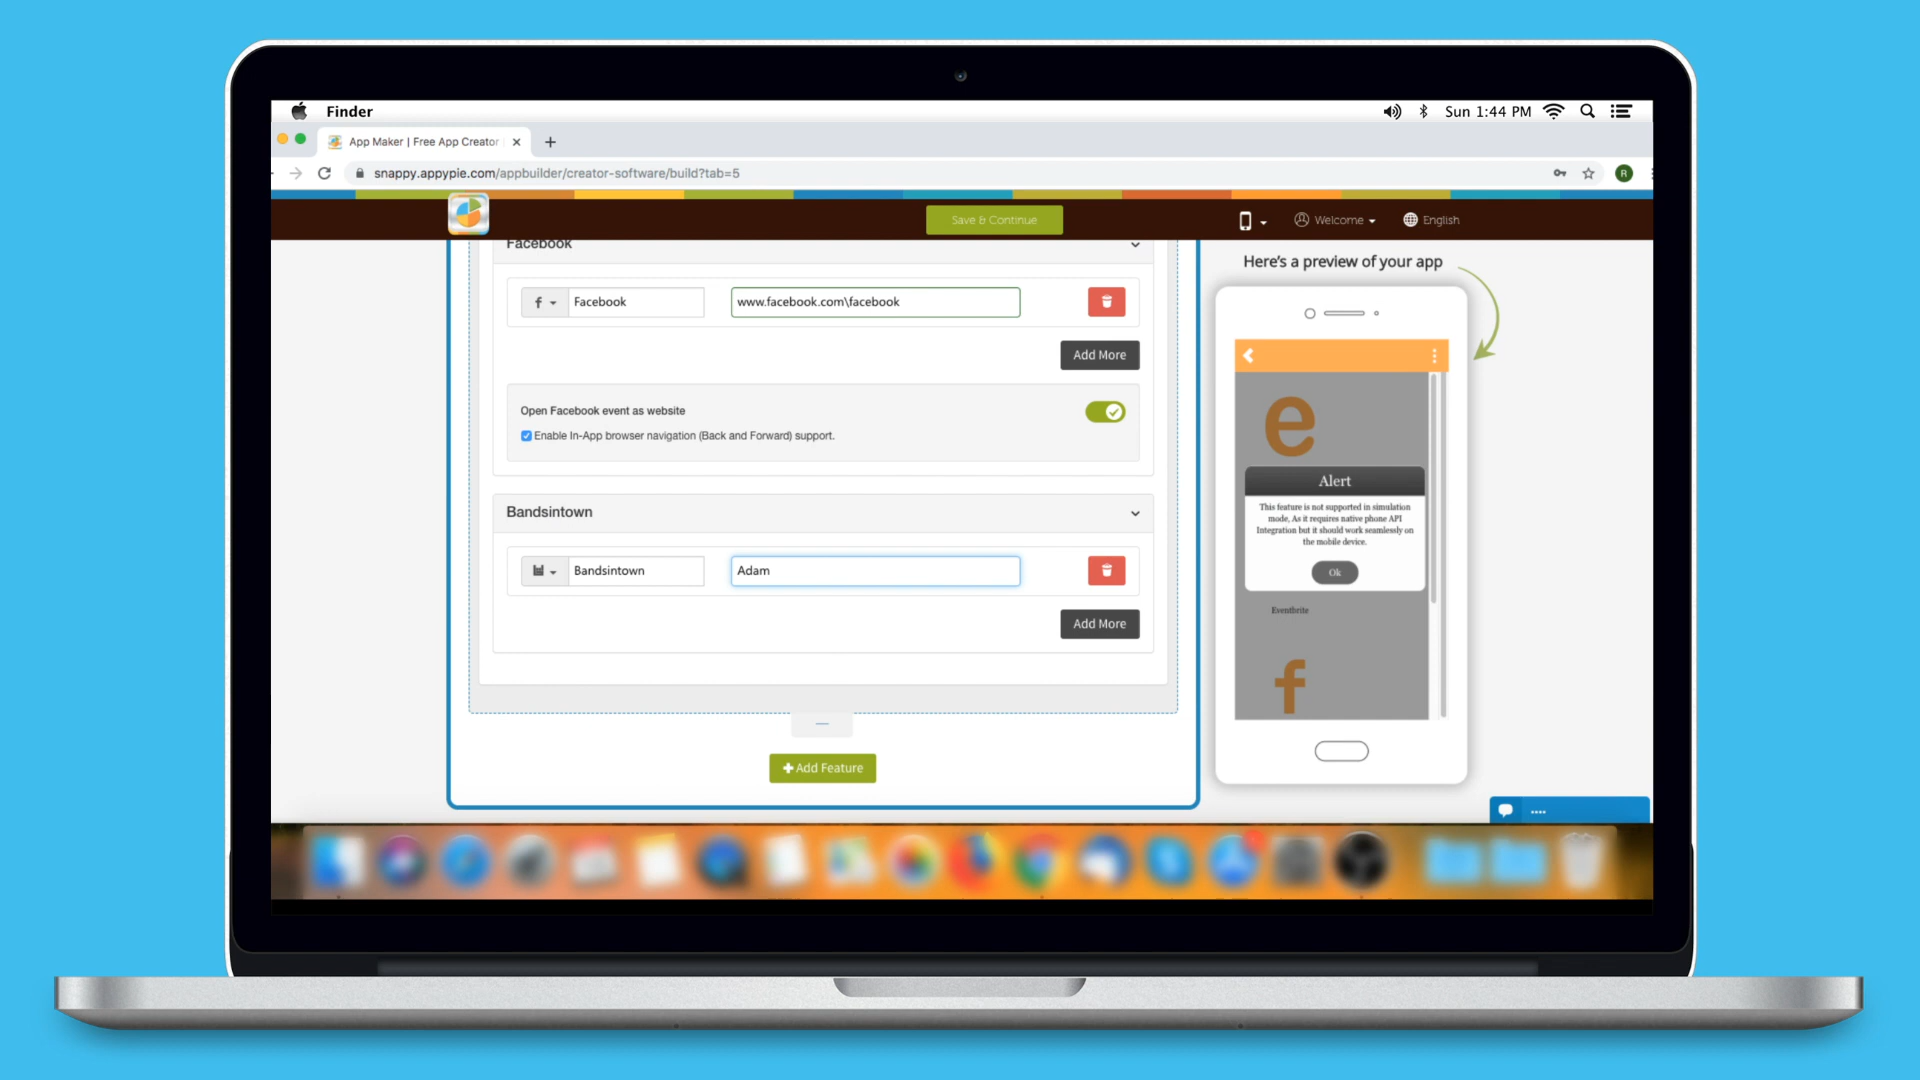 Finder
Sun 1:44 PM
App Maker | Free App Creator
snappy.appypie.com/appbuilder/creator-software/build?tab=5
R
Save & Continue
Welcome
English
Facebook
Here's a preview of your app
f
Facebook
www.facebook.com\facebook
Add More
Open Facebook event as website
Enable In-App browser navigation (Back and Forward) support.
e
Alert
This feature is not supported in simulation
mode, As it requires native phone API
Integration but it should work seamlessly on
the mobile device.
Ok
Bandsintown
Bandsintown
Adam
Eventbrite
Add More
f
Add Feature